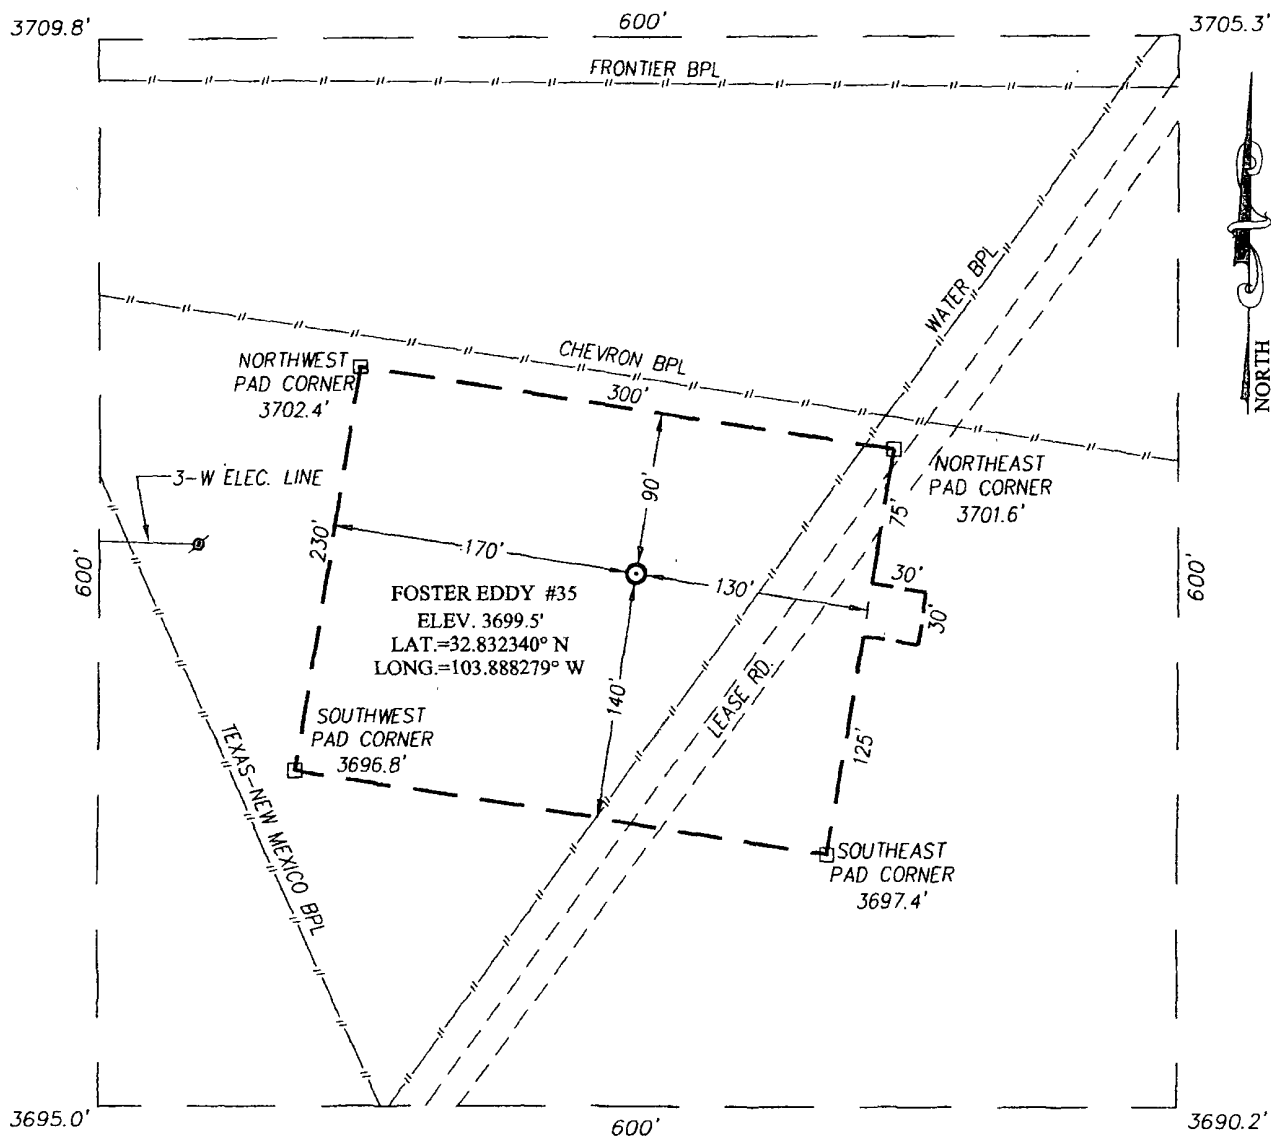 3709.8'
600'
3705.3'
FRONTIER BPL
WATER BPL
CHEVRON BPL
NORTH
NORTHWEST
PAD CORNER
3702.4'
300'
NORTHEAST
PAD CORNER
3701.6'
3-W ELEC. LINE
90'
75'
600'
230'
170'
130'
30'
30'
600'
FOSTER EDDY #35
ELEV. 3699.5'
LAT.=32.832340° N
LONG.=103.888279° W
140'
LEASE RD.
125'
SOUTHWEST
PAD CORNER
3696.8'
TEXAS-NEW MEXICO BPL
SOUTHEAST
PAD CORNER
3697.4'
3695.0'
600'
3690.2'